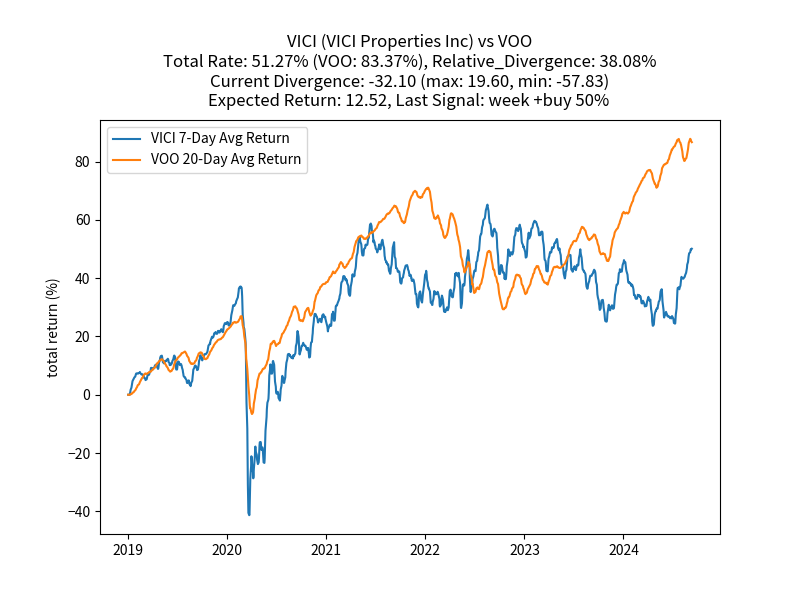 VICI (VICI Properties Inc) vs VOO
Total Rate: 51.27% (VOO: 83.37%), Relative_Divergence: 38.08%
Current Divergence: -32.10 (max: 19.60, min: -57.83)
Expected Return: 12.52, Last Signal: week +buy 50%
VICI 7-Day Avg Return
VOO 20-Day Avg Return
total return (%)
80
60
40
20
0
−20
−40
2019 2020 2021 2022 2023 2024